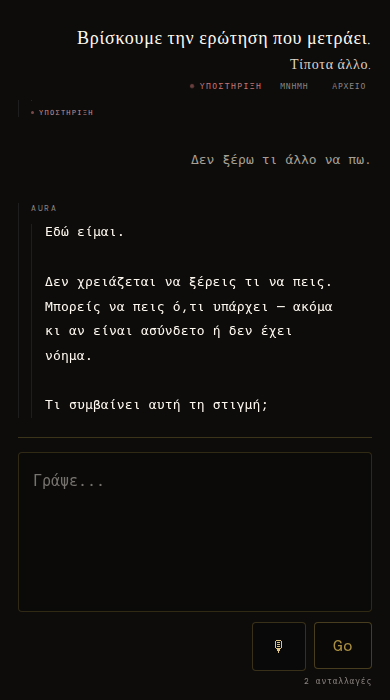 Βρίσκουμε την ερώτηση που μετράει.
Τίποτα άλλο.
ΥΠΟΣΤΗΡΙΞΗ ΜΝΗΜΗ ΑΡΧΕΙΟ
ΥΠΟΣΤΗΡΙΞΗ
Δεν ξέρω τι άλλο να πω.
AURA
Εδώ είμαι.
Δεν χρειάζεται να ξέρεις τι να πεις.
Μπορείς να πεις ό,τι υπάρχει — ακόμα
κι αν είναι ασύνδετο ή δεν έχει
νόημα.
Τι συμβαίνει αυτή τη στιγμή;
Γράψε...
Go
2 ανταλλαγές